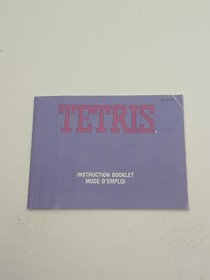 TETRIS
INSTRUCTION BOOKLET
MODE D'EMPLOI